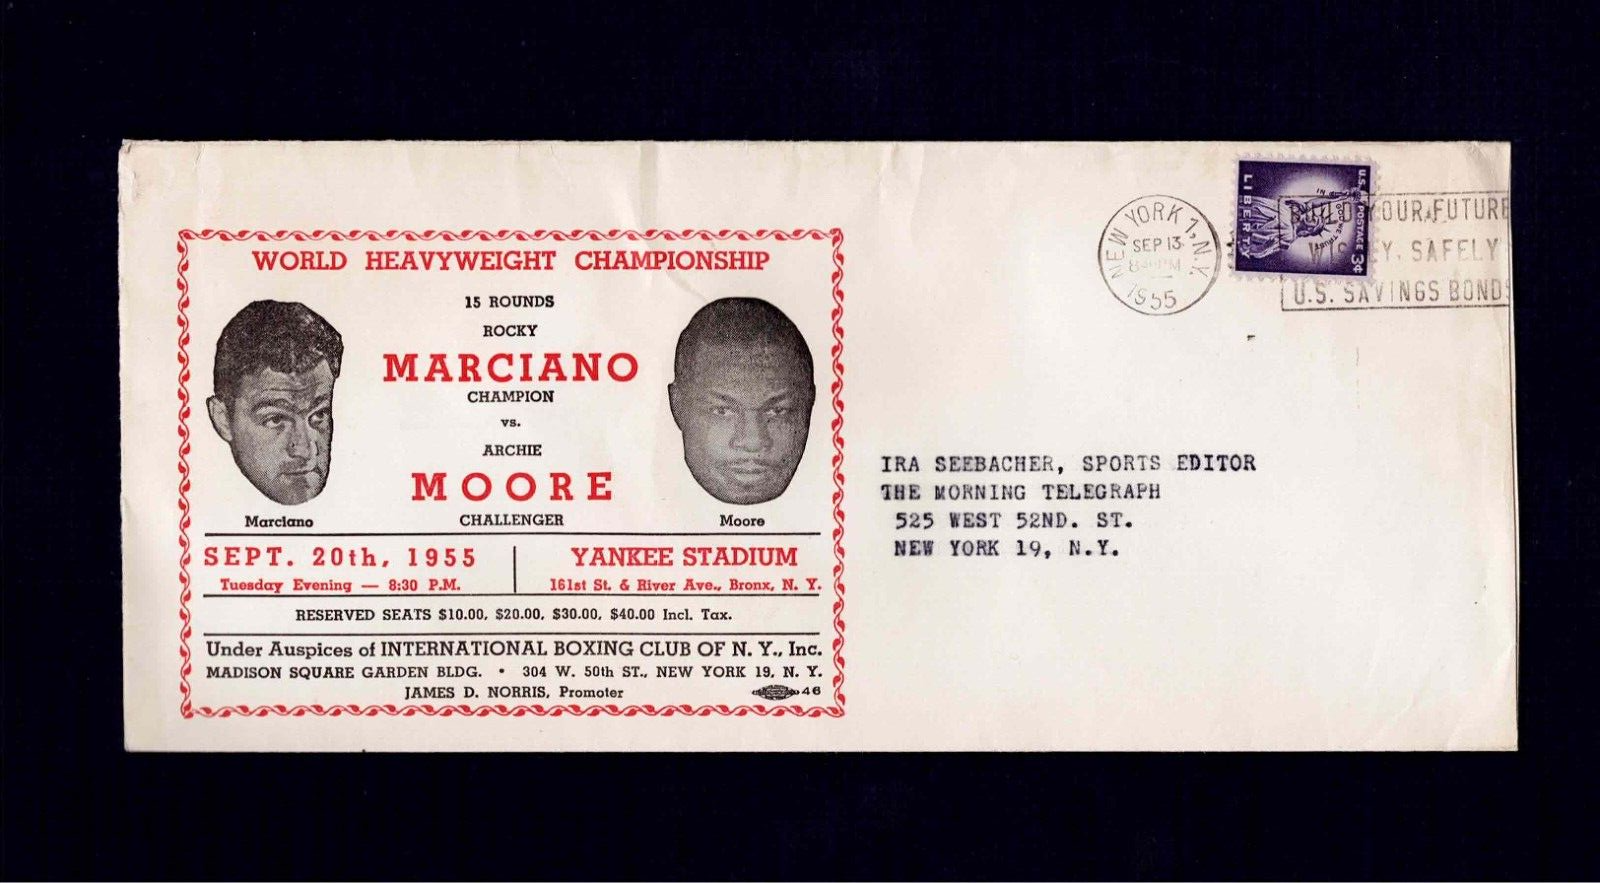 WORLD HEAVYWEIGHT CHAMPIONSHIP
15 ROUNDS
ROCKY
MARCIANO
CHAMPION
vs.
ARCHIE
MOORE
CHALLENGER
Marciano
Moore
SEPT. 20th, 1955
Tuesday Evening — 8:30 P.M.
YANKEE STADIUM
161st St. & River Ave., Bronx, N. Y.
RESERVED SEATS $10.00, $20.00, $30.00, $40.00 Incl. Tax.
Under Auspices of INTERNATIONAL BOXING CLUB OF N. Y., Inc.
MADISON SQUARE GARDEN BLDG. • 304 W. 50th ST., NEW YORK 19, N. Y.
JAMES D. NORRIS, Promoter
46
NEW YORK 1, N.Y.
SEP 13
PM
1955
LIBERTY
U.S. POSTAGE 3¢
YOUR FUTURE
SAFELY
U.S. SAVINGS BONDS
IRA SEEBACHER, SPORTS EDITOR
THE MORNING TELEGRAPH
525 WEST 52ND. ST.
NEW YORK 19, N.Y.